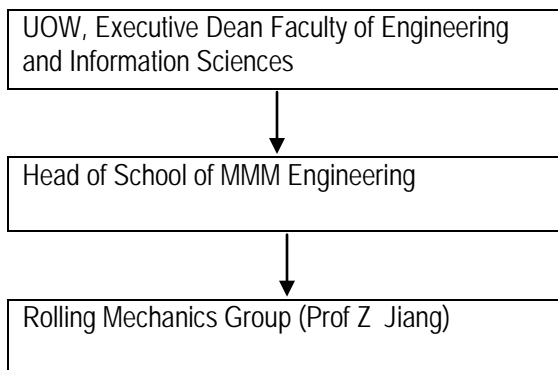 UOW, Executive Dean Faculty of Engineering
and Information Sciences
Head of School of MMM Engineering
Rolling Mechanics Group (Prof Z  Jiang)